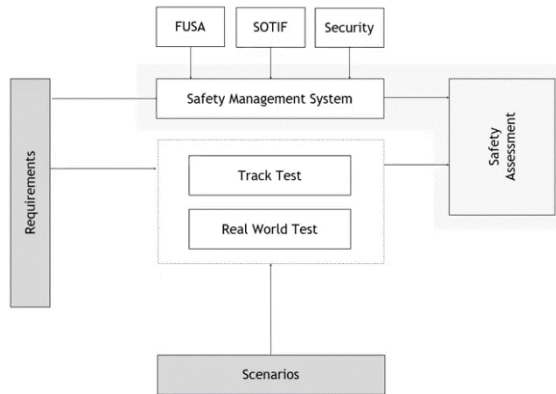 FUSA
SOTIF
Security
Safety Management System
Requirements
Track Test
Real World Test
Safety
Assessment
Scenarios